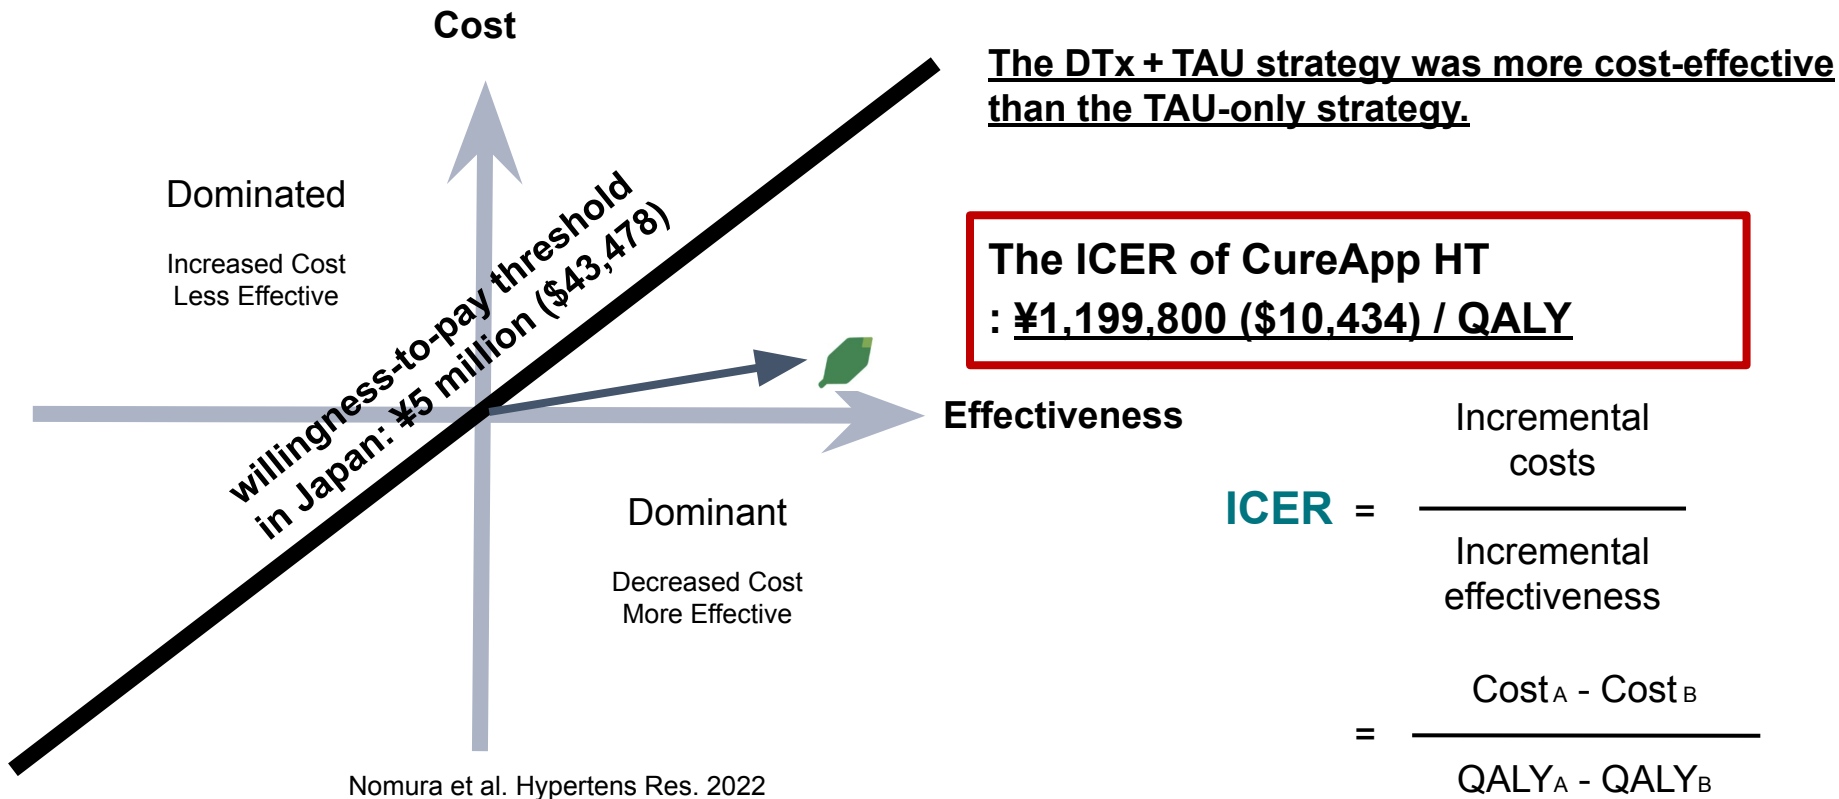 Cost
The DTx + TAU strategy was more cost-effective
than the TAU-only strategy.
Dominated
Increased Cost
Less Effective
willingness-to-pay threshold
in Japan: ¥5 million ($43,478)
The ICER of CureApp HT
: ¥1,199,800 ($10,434) / QALY
Effectiveness
Dominant
Decreased Cost
More Effective
Incremental
costs
ICER =
Incremental
effectiveness
Cost A - Cost B
=
QALY A - QALY B
Nomura et al. Hypertens Res. 2022